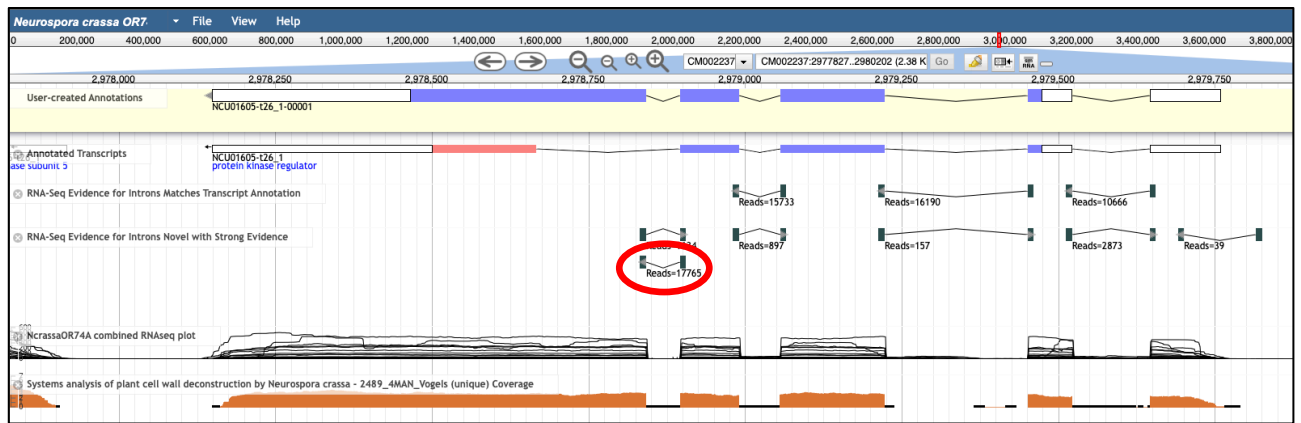 Neurospora crassa OR7 File View Help
0 200,000 400,000 600,000 800,000 1,000,000 1,200,000 1,400,000 1,600,000 1,800,000 2,000,000 2,200,000 2,400,000 2,600,000 2,800,000 3,000,000 3,200,000 3,400,000 3,600,000 3,800,000
CM002237 CM002237:2977827..2980202 (2.38 K Go RNA
2,978,000 2,978,250 2,978,500 2,978,750 2,979,000 2,979,250 2,979,500 2,979,750
User-created Annotations
NCU01605-t26_1-00001
Annotated Transcripts
NCU01605-t26_1
ase subunit 5 protein kinase regulator
RNA-Seq Evidence for Introns Matches Transcript Annotation
Reads=15733 Reads=16190 Reads=10666
RNA-Seq Evidence for Introns Novel with Strong Evidence
Reads=897 Reads=157 Reads=2873 Reads=39
Reads=17765
NcrassaOR74A combined RNAseq plot
Systems analysis of plant cell wall deconstruction by Neurospora crassa - 2489_4MAN_Vogels (unique) Coverage